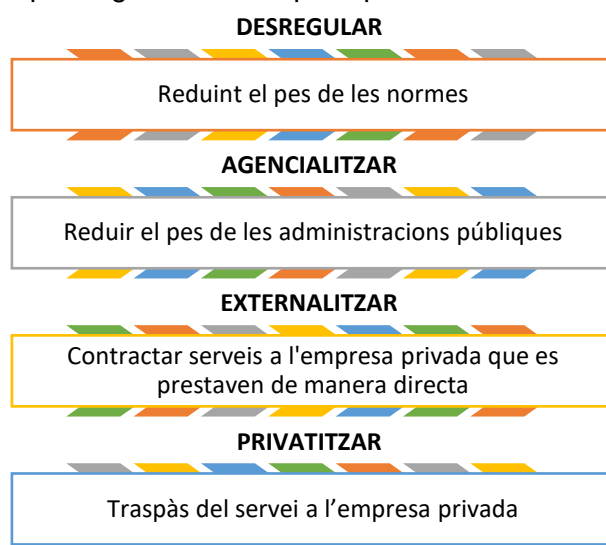 DESREGULAR
Reduint el pes de les normes
AGENCIALITZAR
Reduir el pes de les administracions públiques
EXTERNALITZAR
Contractar serveis a l'empresa privada que es
prestaven de manera directa
PRIVATITZAR
Traspàs del servei a l’empresa privada